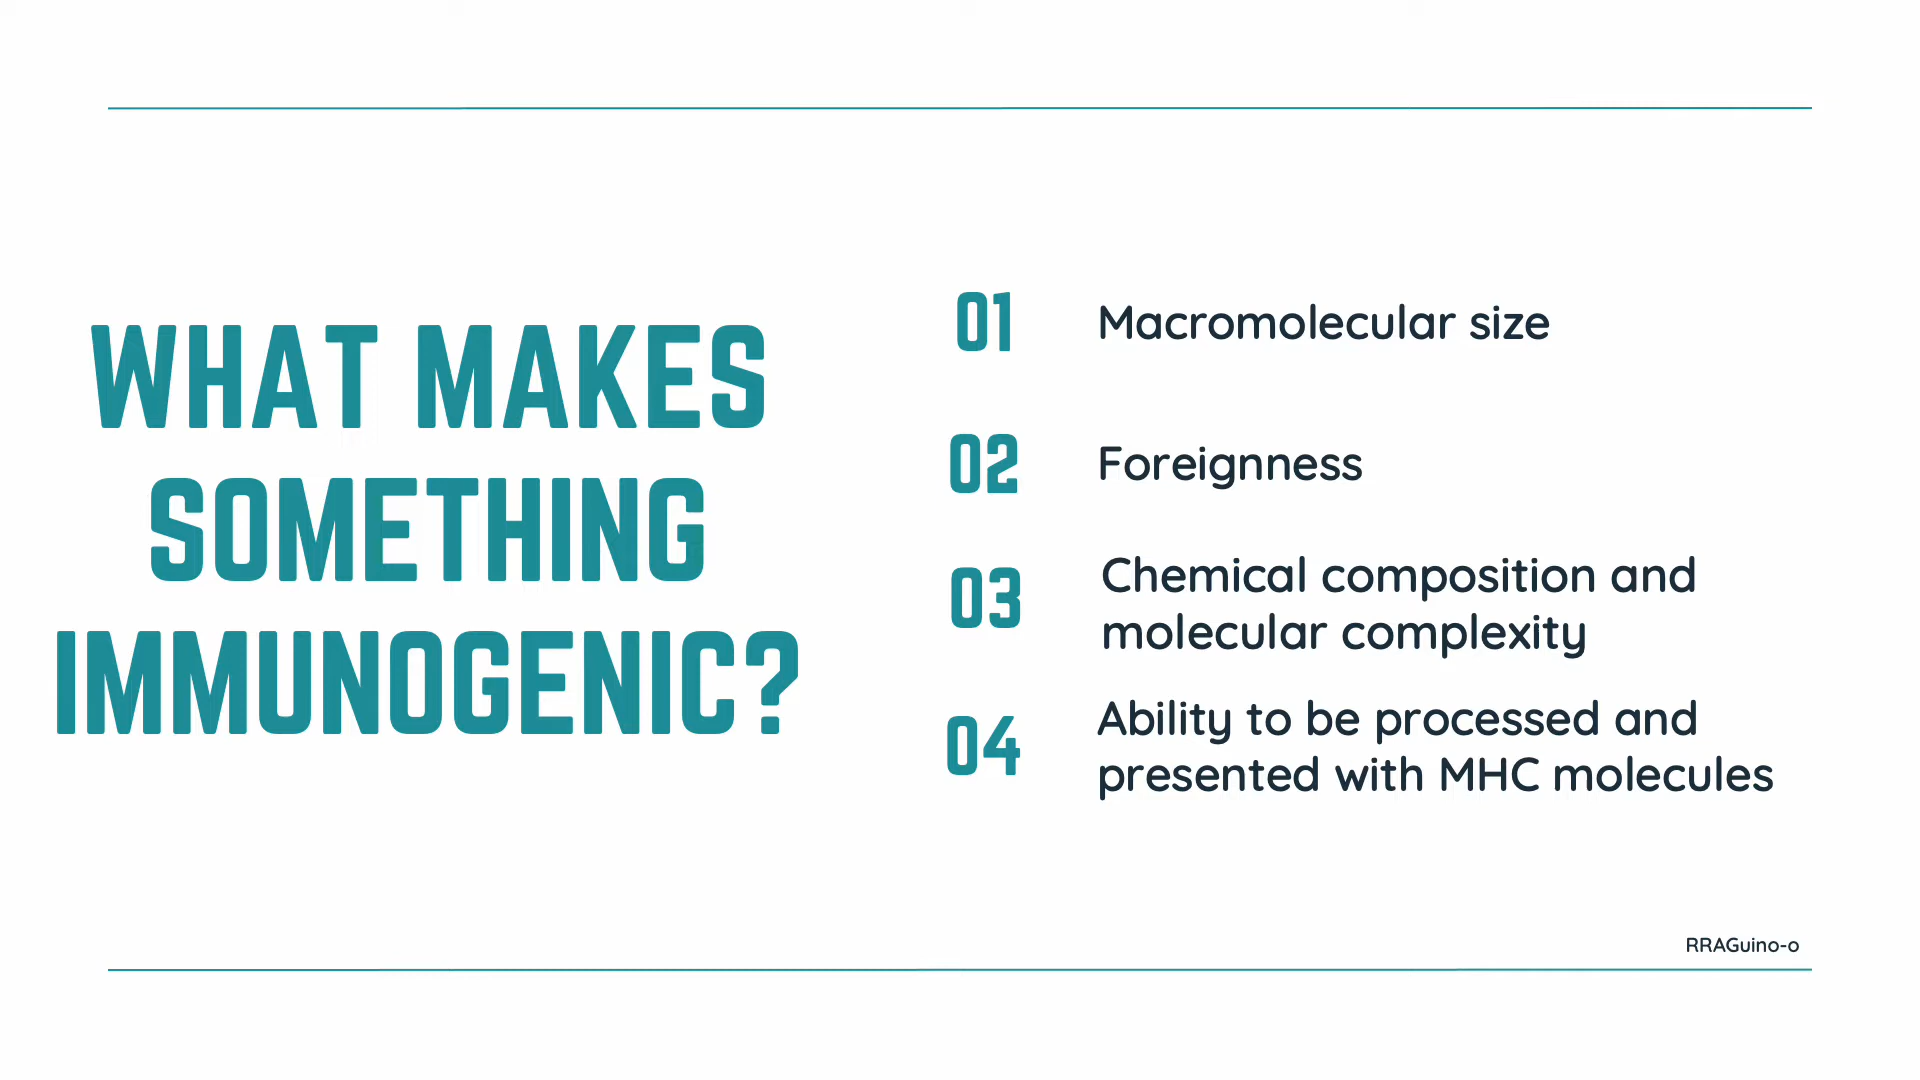 WHAT MAKES
SOMETHING
IMMUNOGENIC?
01 Macromolecular size
02 Foreignness
03 Chemical composition and
molecular complexity
04 Ability to be processed and
presented with MHC molecules
RRAGuino-o